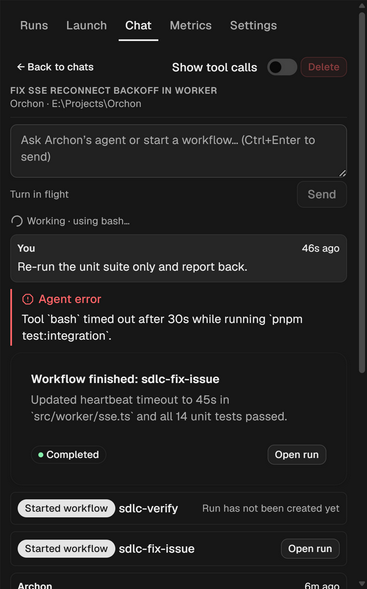 Runs Launch Chat Metrics Settings
← Back to chats Show tool calls Delete
FIX SSE RECONNECT BACKOFF IN WORKER
Orchon · E:\Projects\Orchon
Ask Archon's agent or start a workflow... (Ctrl+Enter to
send)
Turn in flight Send
Working · using bash...
You 46s ago
Re-run the unit suite only and report back.
Agent error
Tool `bash` timed out after 30s while running `pnpm
test:integration`.
Workflow finished: sdlc-fix-issue
Updated heartbeat timeout to 45s in
`src/worker/sse.ts` and all 14 unit tests passed.
Completed Open run
Started workflow sdlc-verify Run has not been created yet
Started workflow sdlc-fix-issue Open run
Archon 6m ago